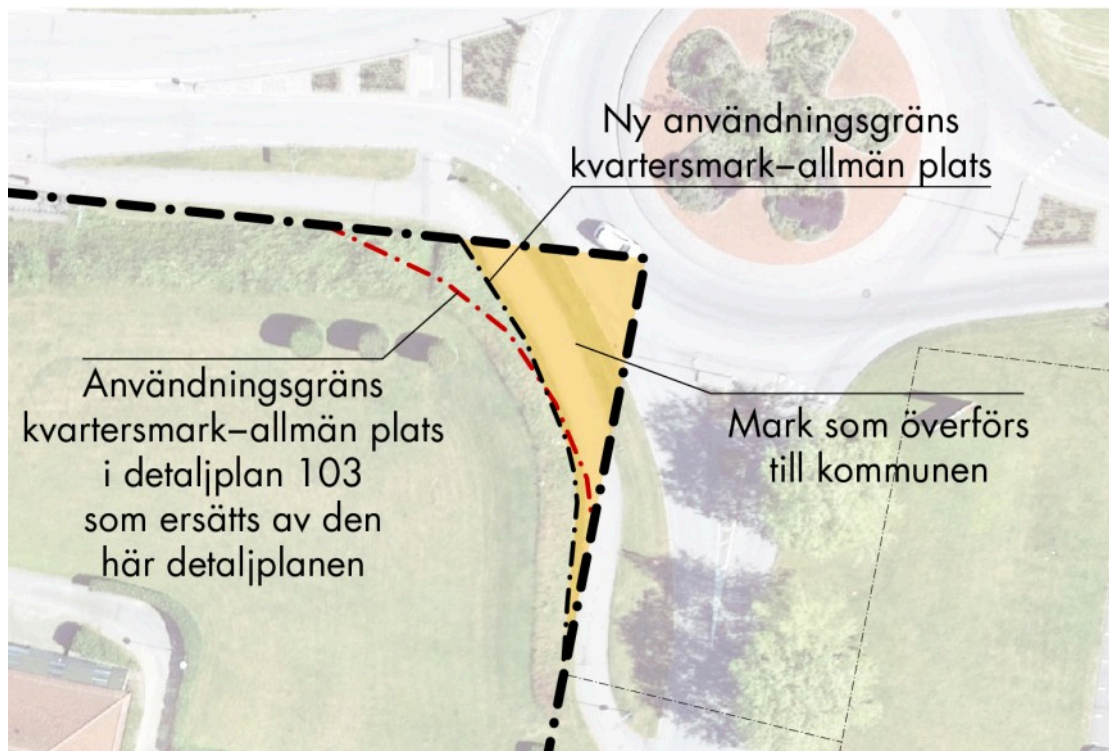 Ny användningsgräns
kvartersmark–allmän plats
Användningsgräns
kvartersmark–allmän plats
i detaljplan 103
som ersätts av den
här detaljplanen
Mark som överförs
till kommunen